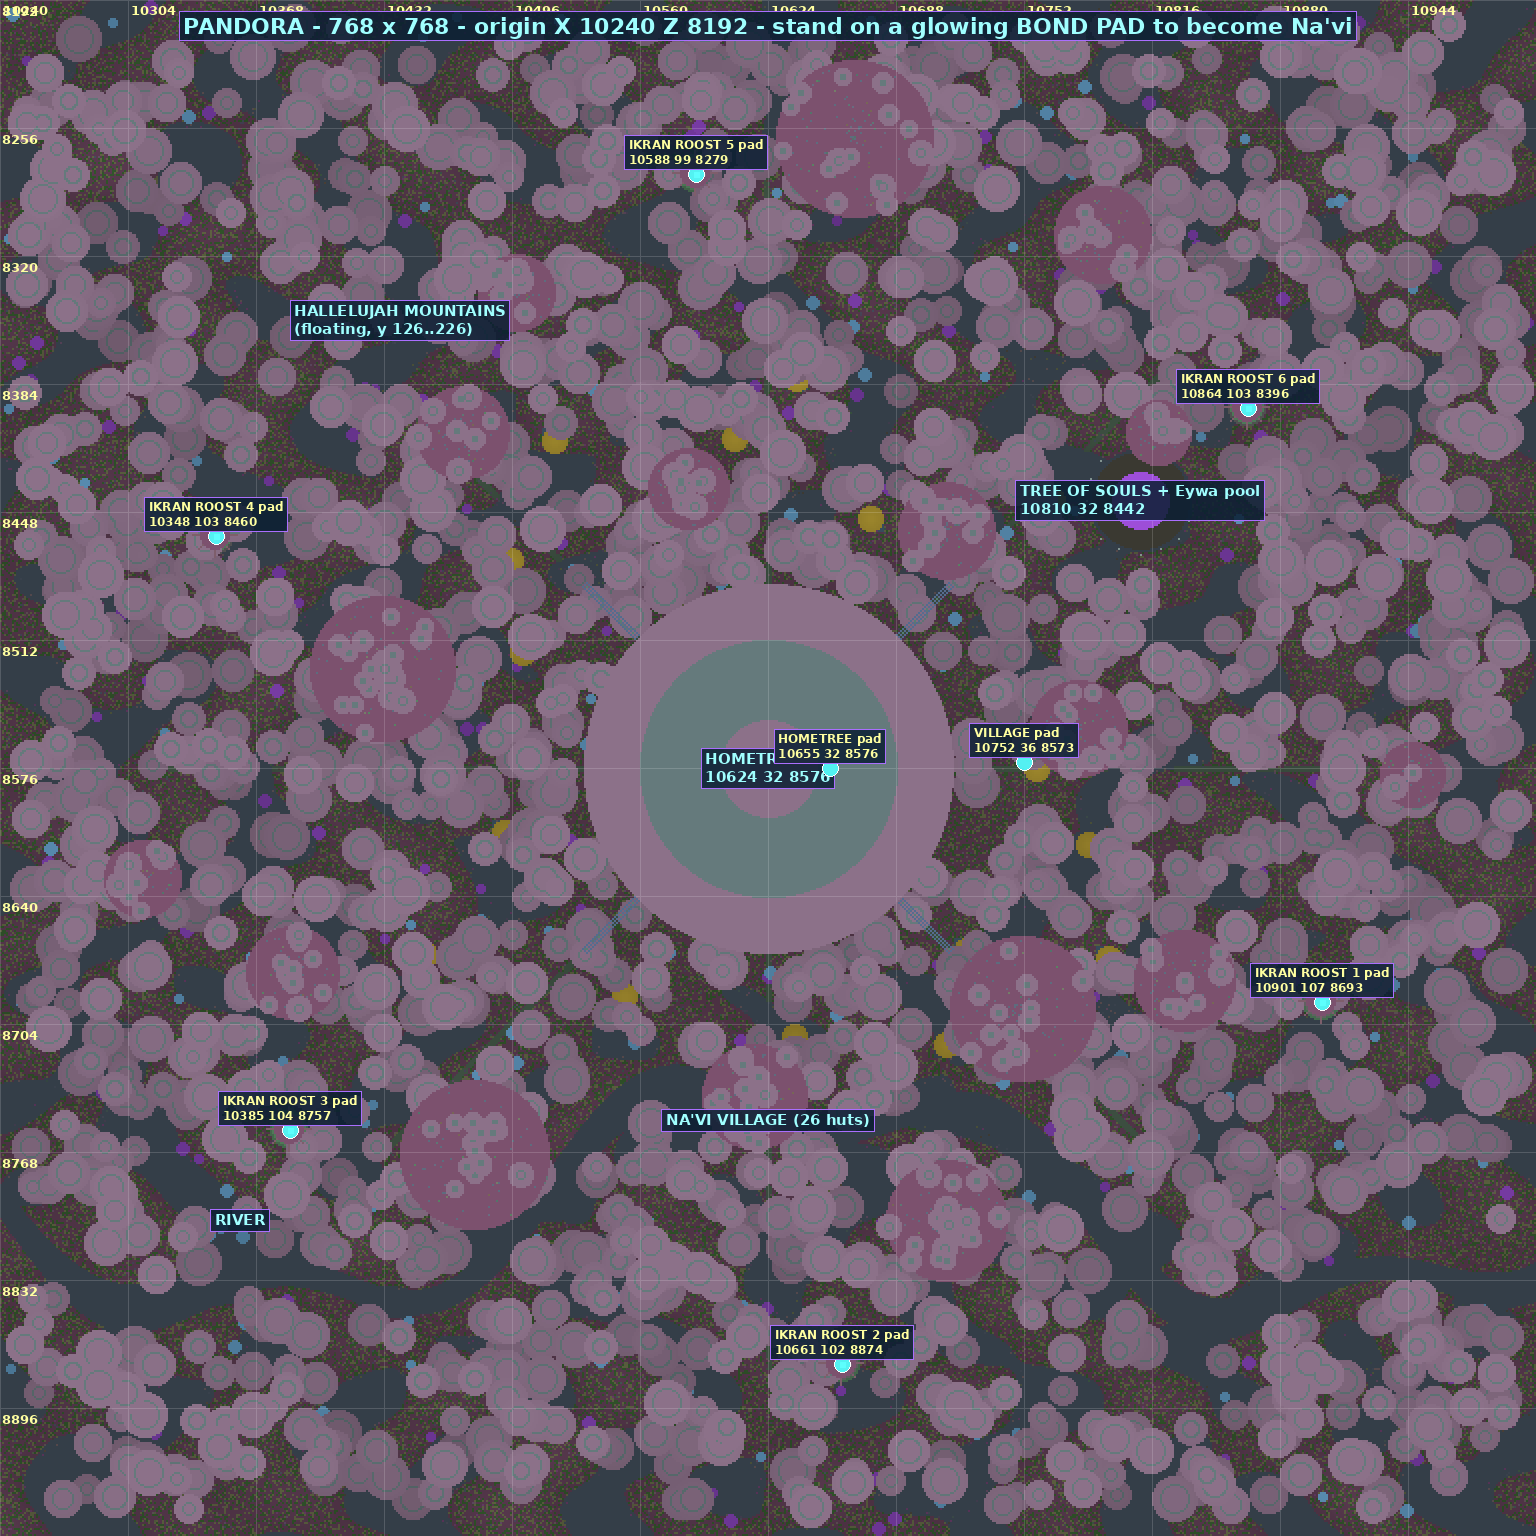 10304 10368 10432 10496 10560 10624 10688 10752 10816 10880 10944
PANDORA - 768 x 768 - origin X 10240 Z 8192 - stand on a glowing BOND PAD to become Na'vi
8256
IKRAN ROOST 5 pad
10588 99 8279
8320
HALLELUJAH MOUNTAINS
(floating, y 126..226)
8384
IKRAN ROOST 6 pad
10864 103 8396
TREE OF SOULS + Eywa pool
10810 32 8442
IKRAN ROOST 4 pad
10348 103 8460
8448
8512
VILLAGE pad
10752 36 8573
HOMETREE pad
10655 32 8576
HOMETR
10624 32 8576
8576
8640
IKRAN ROOST 1 pad
10901 107 8693
8704
IKRAN ROOST 3 pad
10385 104 8757
NA'VI VILLAGE (26 huts)
8768
RIVER
8832
IKRAN ROOST 2 pad
10661 102 8874
8896